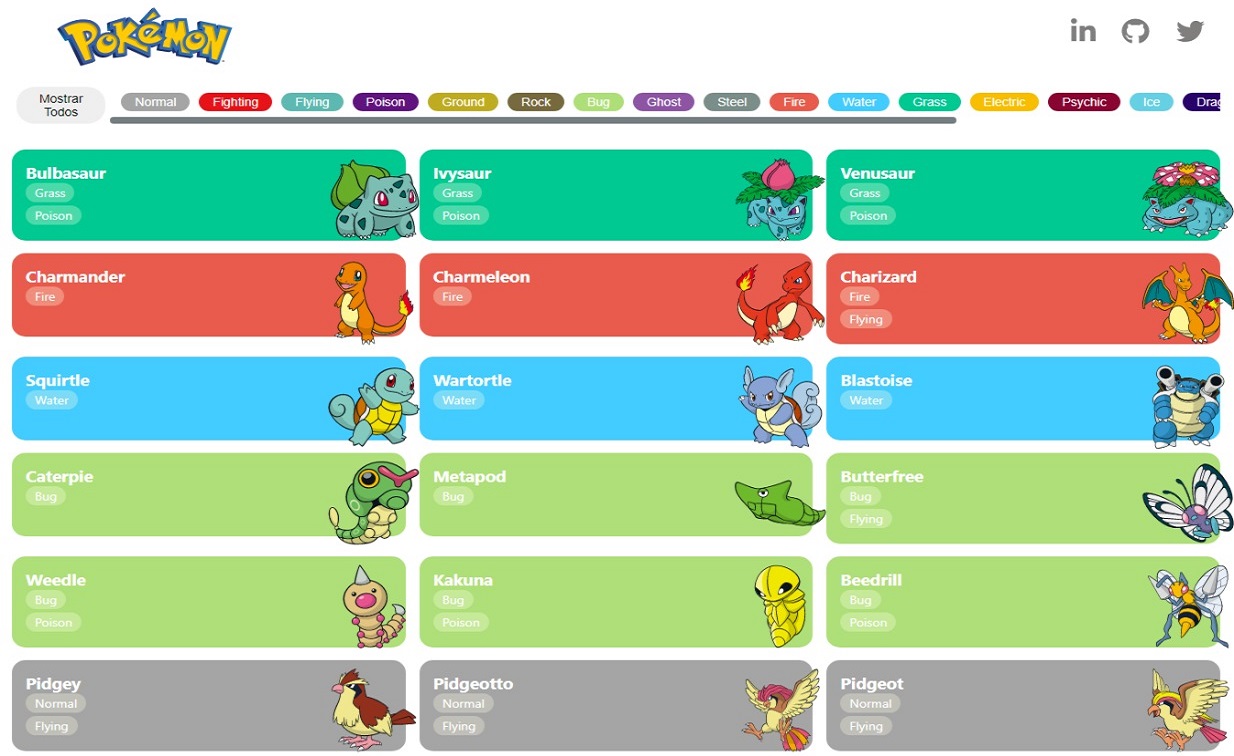 POKéMON
in
Mostrar
Todos
Normal Fighting Flying Poison Ground Rock Bug Ghost Steel Fire Water Grass Electric Psychic Ice Drag
Bulbasaur
Grass
Poison
Ivysaur
Grass
Poison
Venusaur
Grass
Poison
Charmander
Fire
Charmeleon
Fire
Charizard
Fire
Flying
Squirtle
Water
Wartortle
Water
Blastoise
Water
Caterpie
Bug
Metapod
Bug
Butterfree
Bug
Flying
Weedle
Bug
Poison
Kakuna
Bug
Poison
Beedrill
Bug
Poison
Pidgey
Normal
Flying
Pidgeotto
Normal
Flying
Pidgeot
Normal
Flying